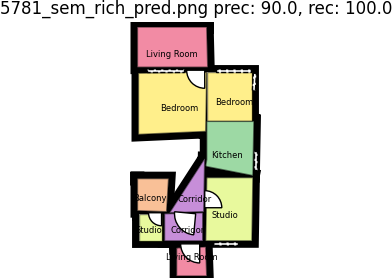 5781_semi_rich_pred.png prec: 90.0, rec: 100.0
Living Room
Bedroom
Bedroom
Kitchen
Balcony
Corridor
Studio
Studio
Corridor
Living Room